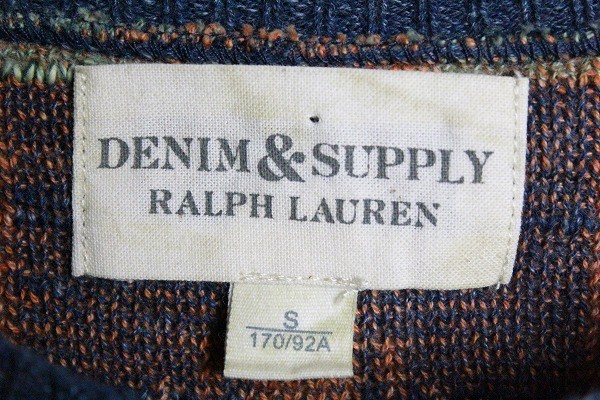 DENIM & SUPPLY
RALPH LAUREN
S
170/92A